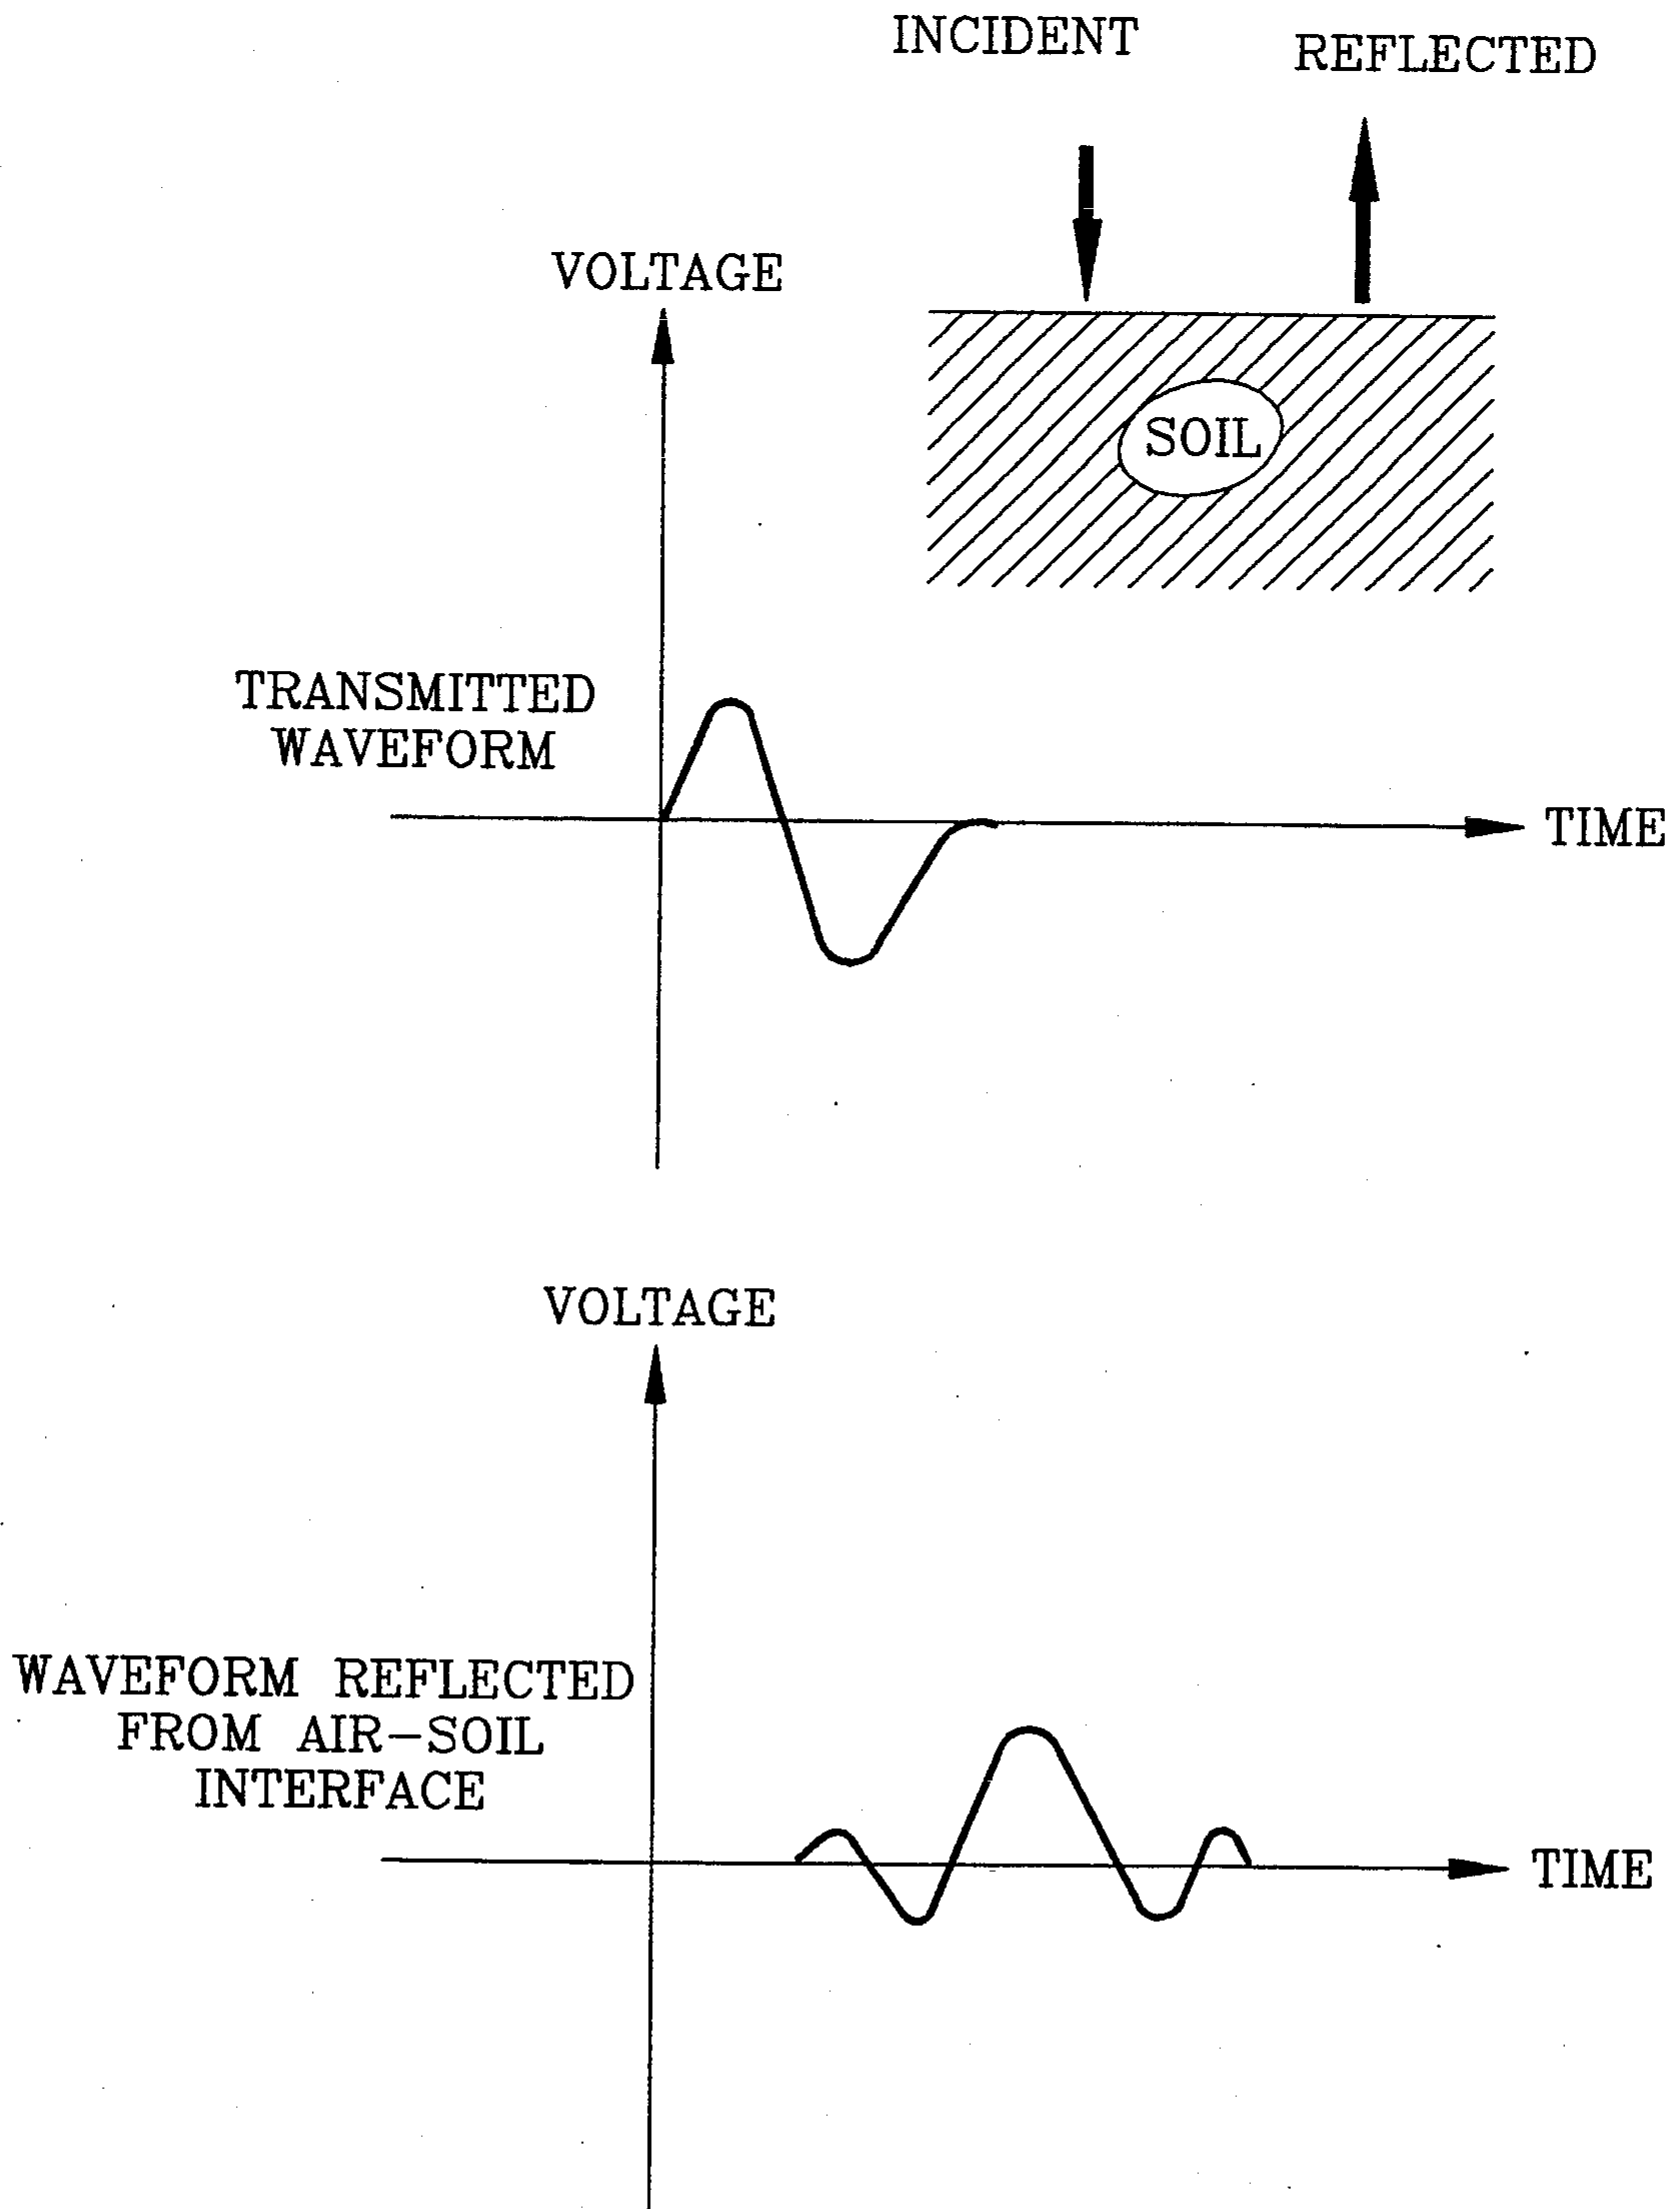 INCIDENT
REFLECTED
VOLTAGE
SOIL
TRANSMITTED
WAVEFORM
TIME
VOLTAGE
WAVEFORM REFLECTED
FROM AIR-SOIL
INTERFACE
TIME